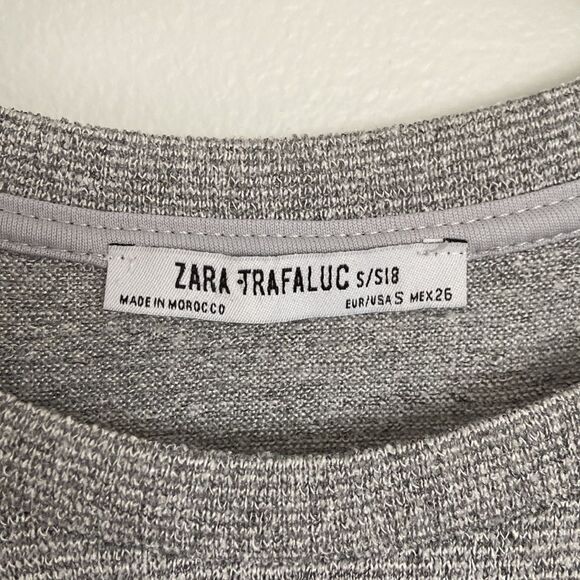 ZARA TRAFALUC S/S18
MADE IN MOROCCO EUR/USA S MEX 26